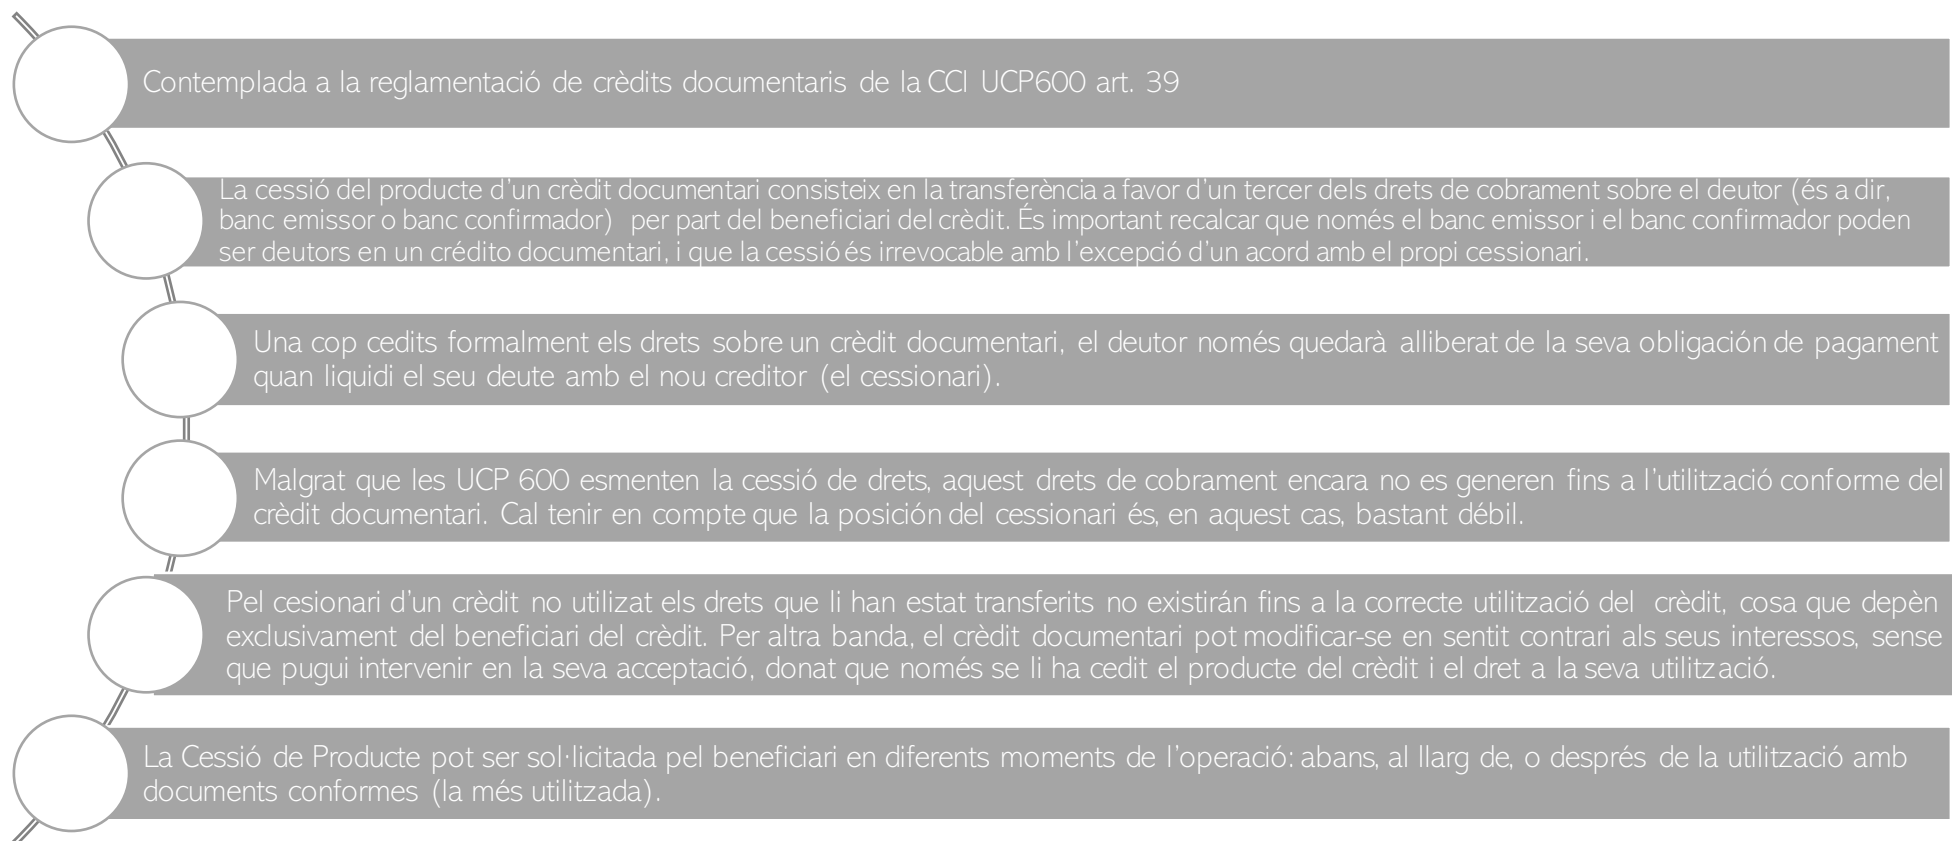 Contemplada a la reglamentació de crèdits documentaris de la CCI UCP600 art. 39
La cessió del producte d'un crèdit documentari consisteix en la transferència a favor d'un tercer dels drets de cobrament sobre el deutor (és a dir,
banc emissor o banc confirmador) per part del beneficiari del crèdit. És important recalcar que només el banc emissor i el banc confirmador poden
ser deutors en un crédito documentari, i que la cessió és irrevocable amb l'excepció d'un acord amb el propi cessionari.
Una cop cedits formalment els drets sobre un crèdit documentari, el deutor només quedarà alliberat de la seva obligación de pagament
quan liquidi el seu deute amb el nou creditor (el cessionari).
Malgrat que les UCP 600 esmenten la cessió de drets, aquest drets de cobrament encara no es generen fins a l'utilització conforme del
crèdit documentari. Cal tenir en compte que la posición del cessionari és, en aquest cas, bastant débil.
Pel cesionari d'un crèdit no utilizat els drets que li han estat transferits no existirán fins a la correcte utilització del crèdit, cosa que depèn
exclusivament del beneficiari del crèdit. Per altra banda, el crèdit documentari pot modificar-se en sentit contrari als seus interessos, sense
que pugui intervenir en la seva acceptació, donat que només se li ha cedit el producte del crèdit i el dret a la seva utilització.
La Cessió de Producte pot ser sol·licitada pel beneficiari en diferents moments de l'operació: abans, al llarg de, o després de la utilització amb
documents conformes (la més utilitzada).